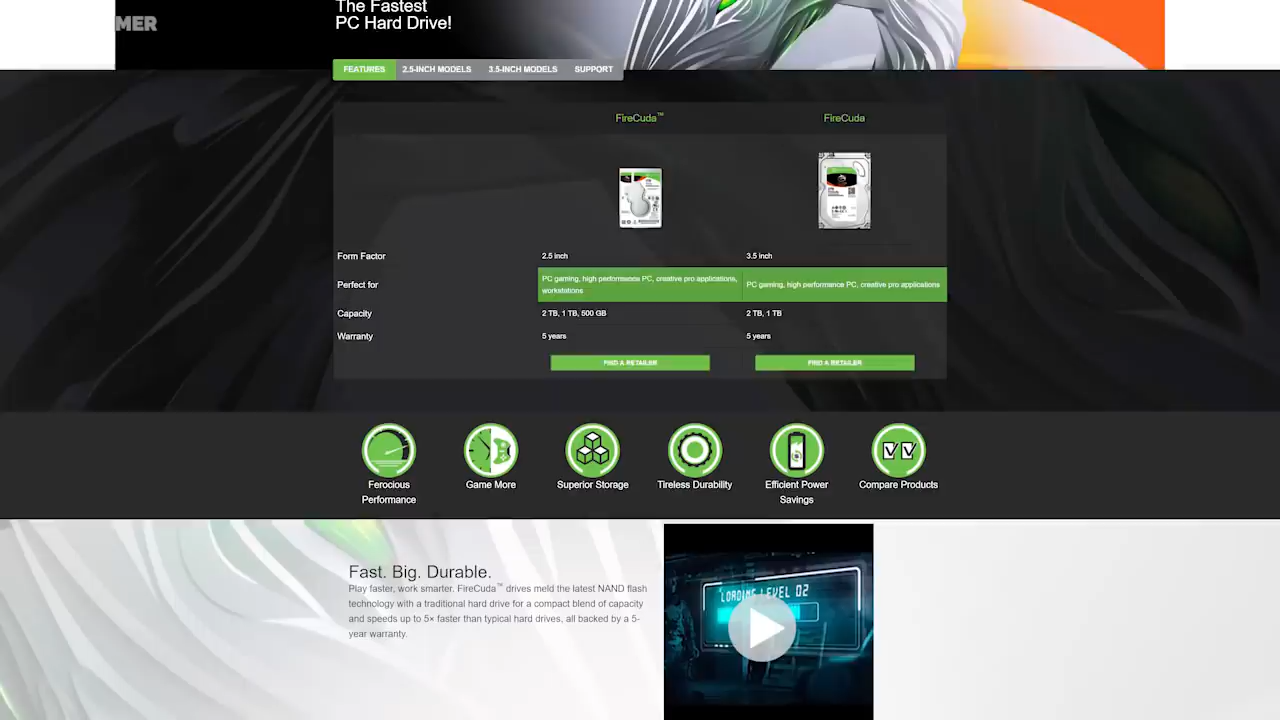 The Fastest
MER
PC Hard Drive!
FEATURES 2.5-INCH MODELS 3.5-INCH MODELS SUPPORT
FireCuda™ FireCuda
Form Factor 2.5 inch 3.5 inch
Perfect for PC gaming, high performance PC, creative pro applications, workstations PC gaming, high performance PC, creative pro applications
Capacity 2 TB, 1 TB, 500 GB 2 TB, 1 TB
Warranty 5 years 5 years
FIND A RETAILER FIND A RETAILER
Ferocious Performance Game More Superior Storage Tireless Durability Efficient Power Savings Compare Products
Fast. Big. Durable.
Play faster, work smarter. FireCuda™ drives meld the latest NAND flash
technology with a traditional hard drive for a compact blend of capacity
and speeds up to 5× faster than typical hard drives, all backed by a 5-
year warranty.
LOADING LEVEL 02